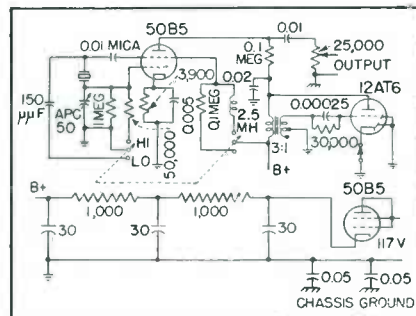 50B5
0.01
0.01 MICA
0.1 MEG
25,000
OUTPUT
3,900
0.02
12AT6
150 μμF
APC 50
1 MEG
50,000
0.005
0.1 MEG
2.5 MH
0.00025
30,000
3:1
HI
LO
B+
B+
50B5
1,000
1,000
30
30
30
117 V
0.05
0.05
CHASSIS GROUND